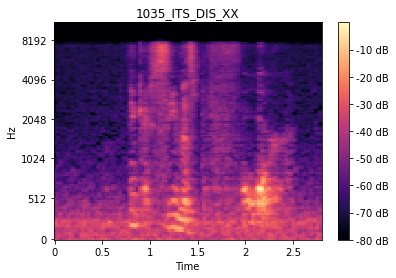 1035_ITS_DIS_XX
8192
4096
2048
1024
512
0
Hz
0
0.5
1
1.5
2
2.5
Time
-10 dB
-20 dB
-30 dB
-40 dB
-50 dB
-60 dB
-70 dB
-80 dB